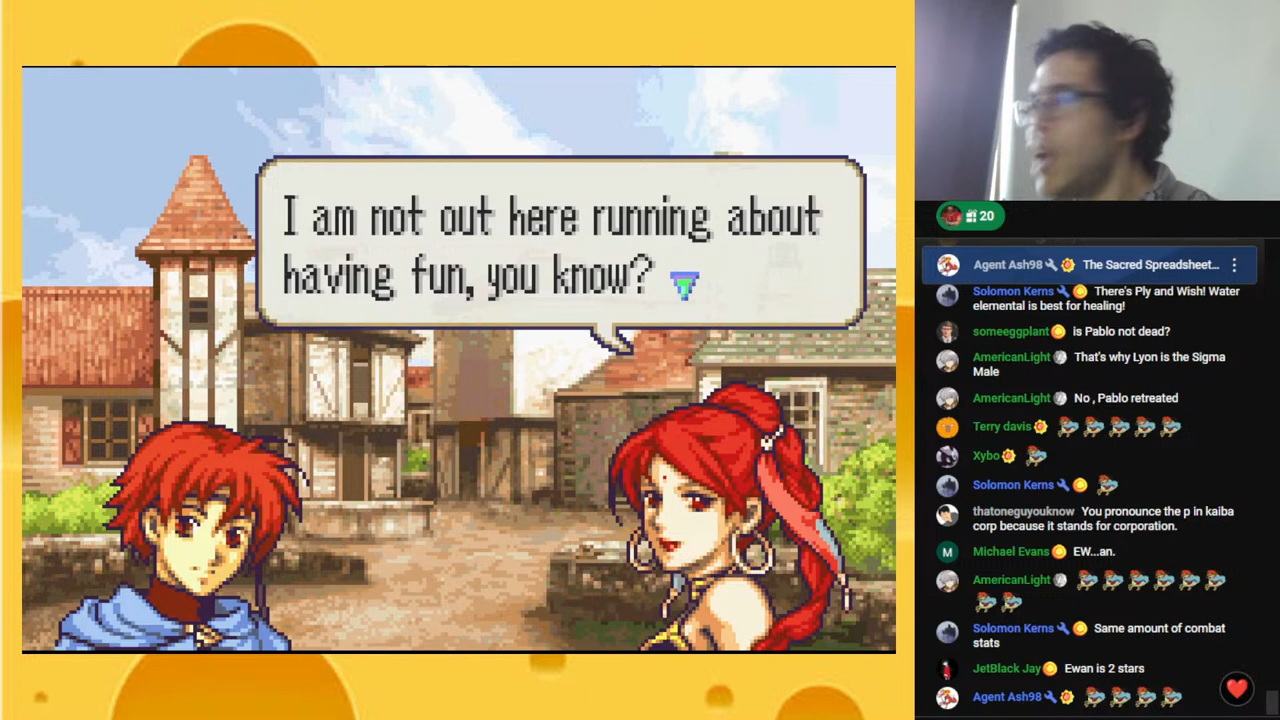 I am not out here running about
having fun, you know?
20
Agent Ash98 The Sacred Spreadsheet...
Solomon Kerns There's Ply and Wish! Water
elemental is best for healing!
someeggplant Is Pablo not dead?
AmericanLight That's why Lyon is the Sigma
Male
AmericanLight No , Pablo retreated
Terry davis
Xybo
Solomon Kerns
thatoneguyouknow You pronounce the p in kaiba
corp because it stands for corporation.
M Michael Evans EW...an.
AmericanLight
Solomon Kerns Same amount of combat
stats
JetBlack Jay Ewan is 2 stars
Agent Ash98